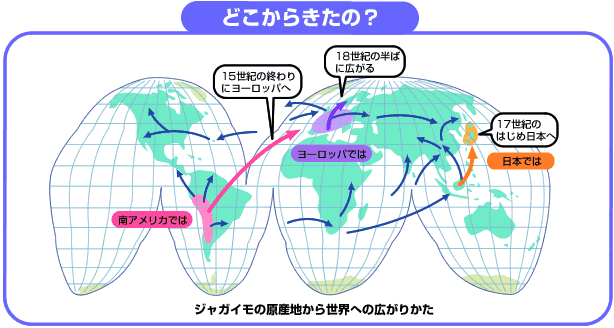 どこからきたの？
18世紀の半ば
に広がる
15世紀の終わり
にヨーロッパへ
17世紀の
はじめ日本へ
ヨーロッパでは
日本では
南アメリカでは
ジャガイモの原産地から世界への広がりかた